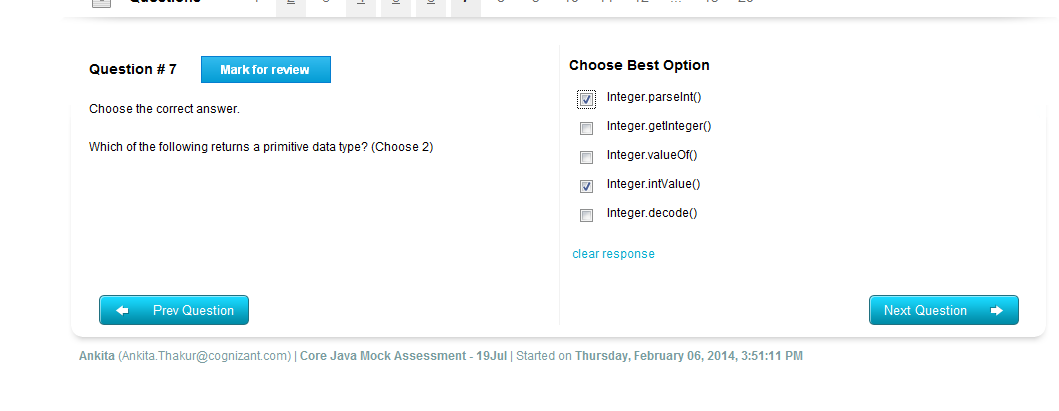 Question # 7
Mark for review
Choose the correct answer.
Which of the following returns a primitive data type? (Choose 2)
Choose Best Option
Integer.parseInt()
Integer.getInteger()
Integer.valueOf()
Integer.intValue()
Integer.decode()
clear response
Prev Question
Next Question
Ankita (Ankita.Thakur@cognizant.com) | Core Java Mock Assessment - 19Jul | Started on Thursday, February 06, 2014, 3:51:11 PM